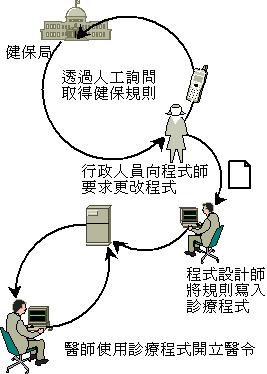 健保局
透過人工詢問
取得健保規則
行政人員向程式師
要求更改程式
程式設計師
將規則寫入
診療程式
醫師使用診療程式開立醫令